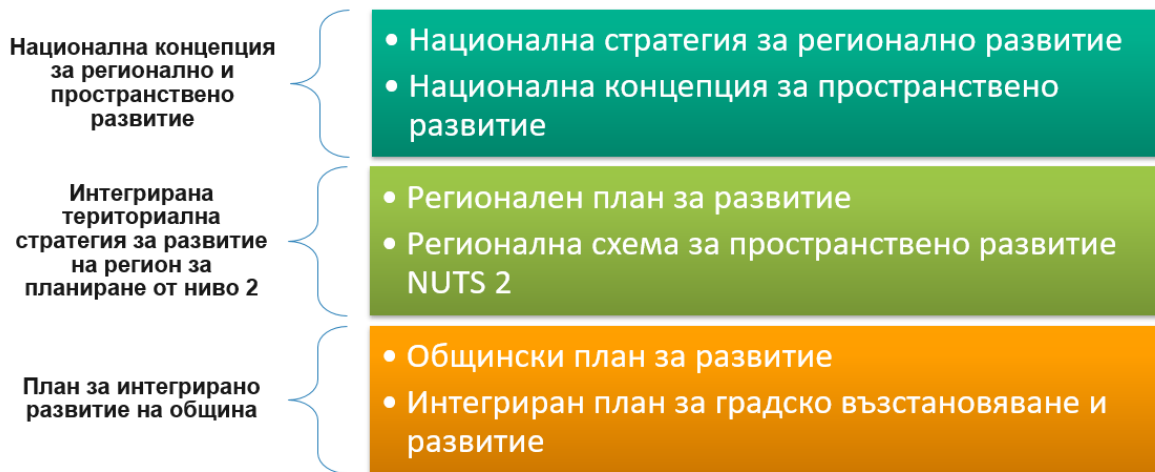 Национална концепция
за регионално и
пространствено
развитие
• Национална стратегия за регионално развитие
• Национална концепция за пространствено
развитие
Интегрирана
териториална
стратегия за развитие
на регион за
планиране от ниво 2
• Регионален план за развитие
• Регионална схема за пространствено развитие
NUTS 2
План за интегрирано
развитие на община
• Общински план за развитие
• Интегриран план за градско възстановяване и
развитие